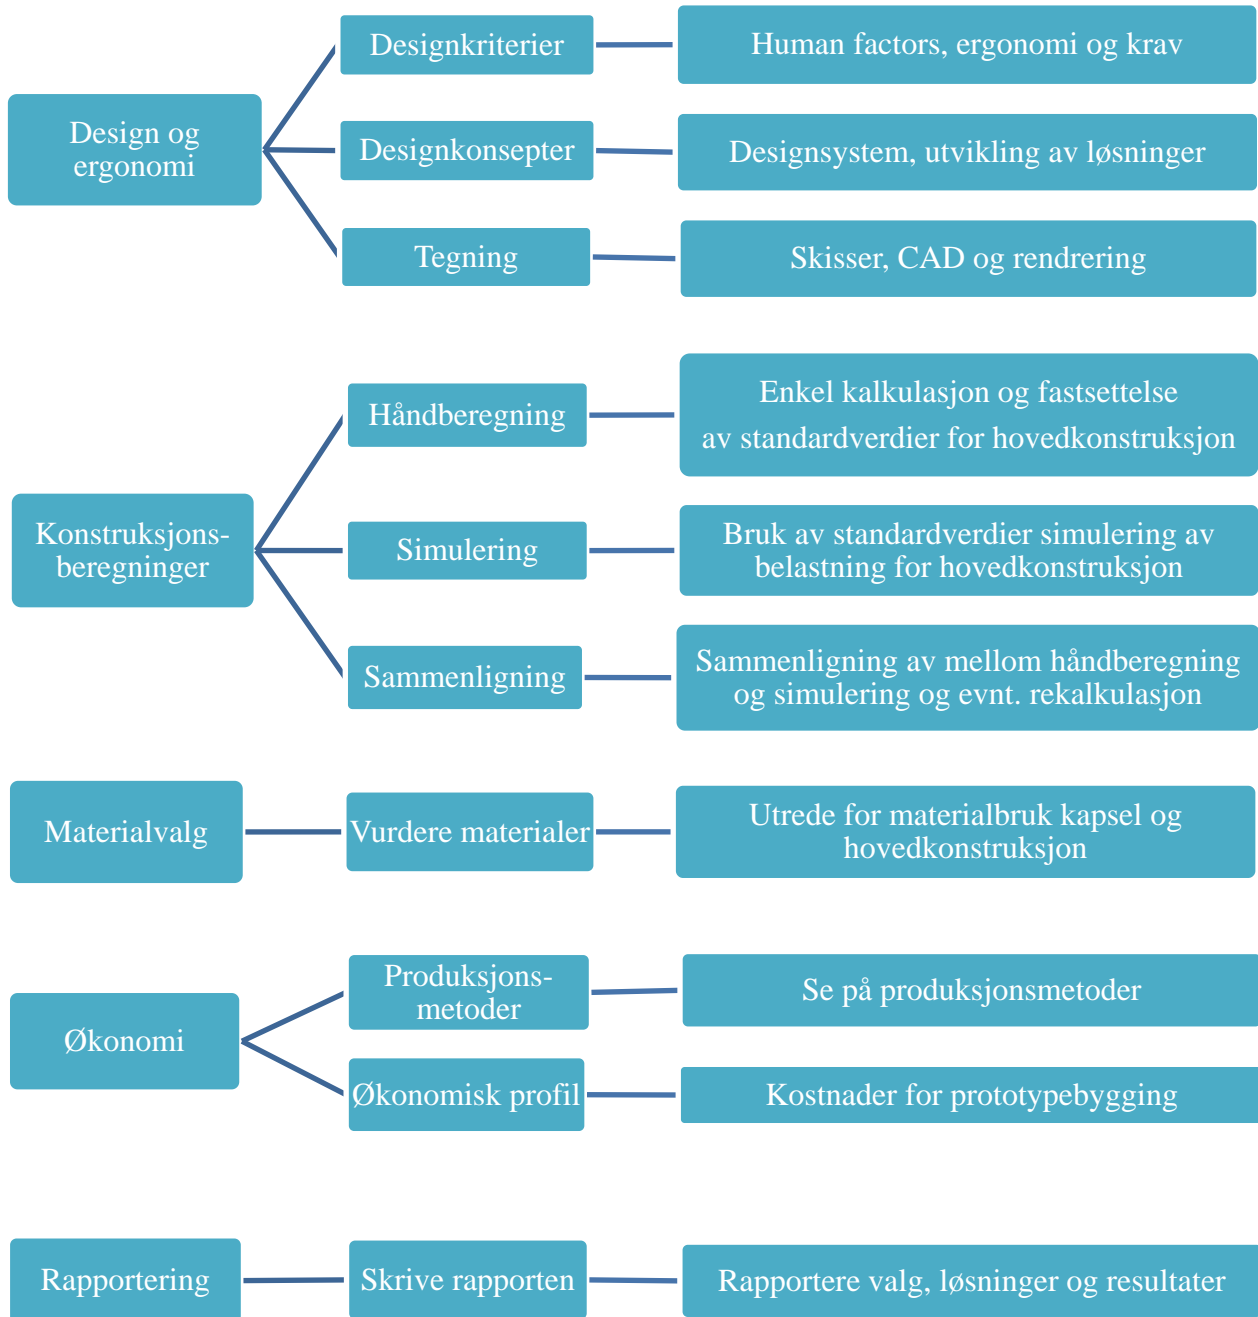 Design og
ergonomi
Designkriterier
Human factors, ergonomi og krav
Designkonsepter
Designsystem, utvikling av løsninger
Tegning
Skisser, CAD og rendrering
Konstruksjons-
beregninger
Håndberegning
Enkel kalkulasjon og fastsettelse
av standardverdier for hovedkonstruksjon
Simulering
Bruk av standardverdier simulering av
belastning for hovedkonstruksjon
Sammenligning
Sammenligning av mellom håndberegning
og simulering og evnt. rekalkulasjon
Materialvalg
Vurdere materialer
Utrede for materialbruk kapsel og
hovedkonstruksjon
Økonomi
Produksjons-
metoder
Se på produksjonsmetoder
Økonomisk profil
Kostnader for prototypebygging
Rapportering
Skrive rapporten
Rapportere valg, løsninger og resultater